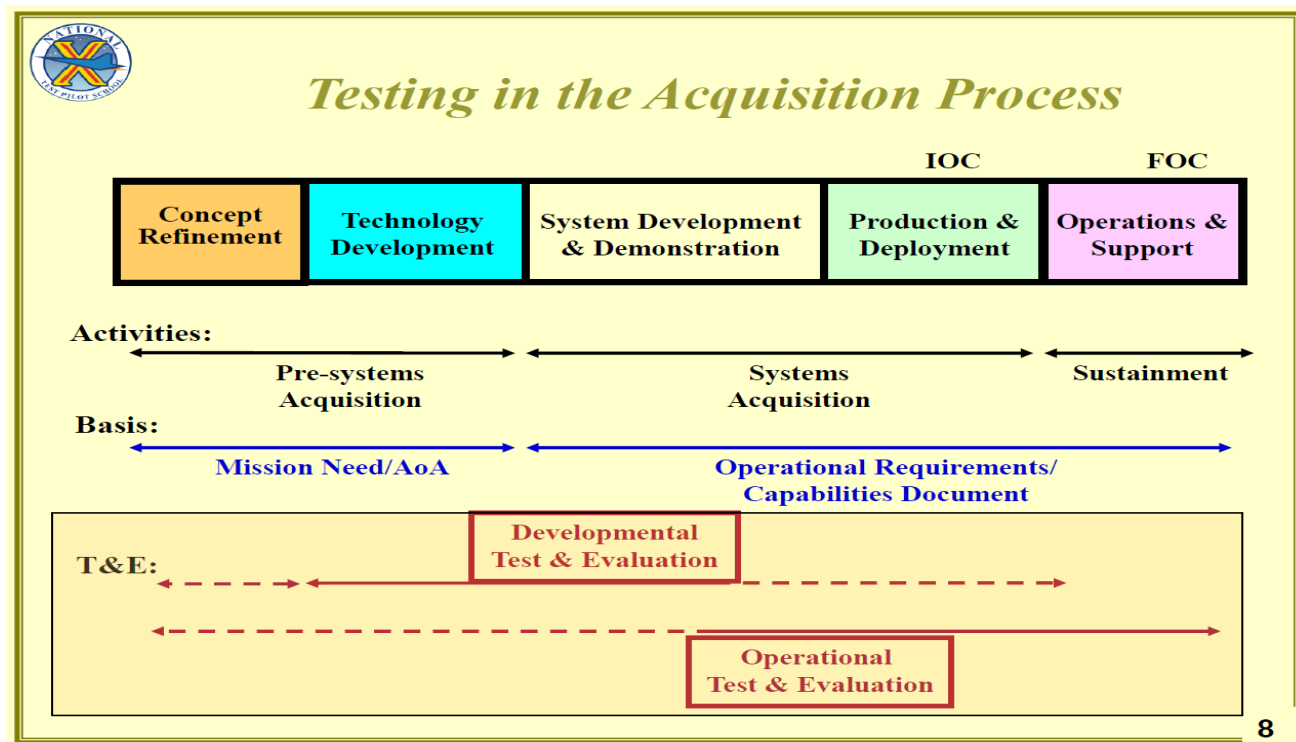 NATIONAL
X
TEST PILOT SCHOOL
Testing in the Acquisition Process
IOC
FOC
Concept
Refinement
Technology
Development
System Development
& Demonstration
Production &
Deployment
Operations &
Support
Activities:
Pre-systems
Acquisition
Systems
Acquisition
Sustainment
Basis:
Mission Need/AoA
Operational Requirements/
Capabilities Document
Developmental
Test & Evaluation
T&E:
Operational
Test & Evaluation
8